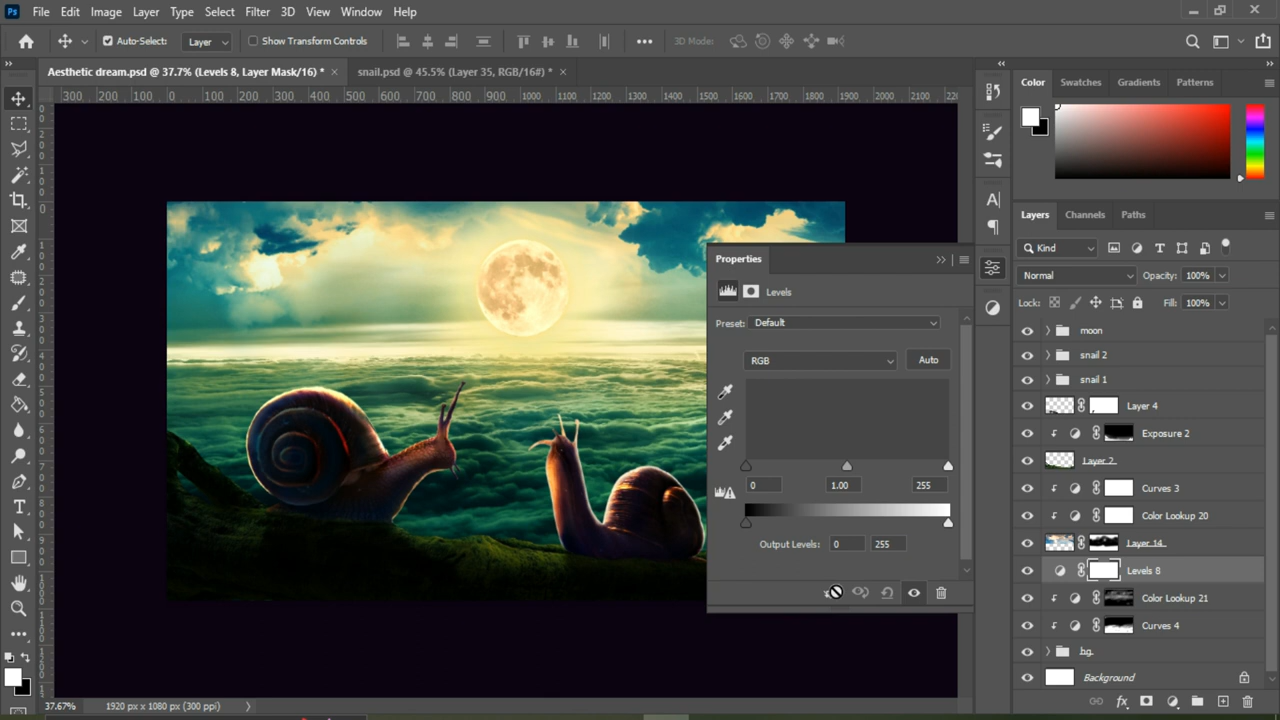 Ps File Edit Image Layer Type Select Filter 3D View Window Help
Auto-Select: Layer Show Transform Controls 3D Mode:
Aesthetic dream.psd @ 37.7% (Levels 8, Layer Mask/16) * × snail.psd @ 45.5% (Layer 35, RGB/16#) * ×
300 200 100 0 100 200 300 400 500 600 700 800 900 1000 1100 1200 1300 1400 1500 1600 1700 1800 1900 2000 2100
Color Swatches Gradients Patterns
Layers Channels Paths
Kind
Normal Opacity: 100%
Lock: Fill: 100%
moon
snail 2
snail 1
Layer 4
Exposure 2
Layer 2
Curves 3
Color Lookup 20
Layer 14
Levels 8
Color Lookup 21
Curves 4
bg
Background
Properties
Levels
Preset: Default
RGB Auto
0 1.00 255
Output Levels: 0 255
37.67% 1920 px x 1080 px (300 ppi)